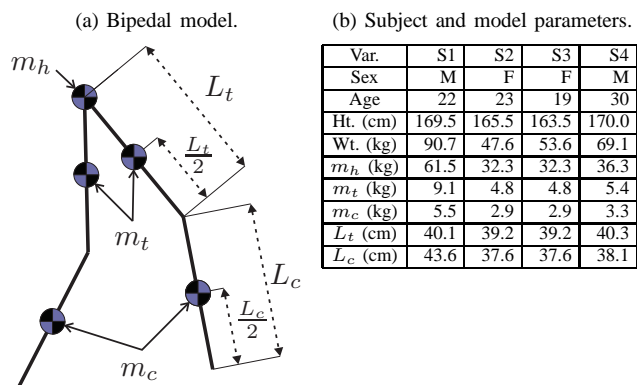 (a) Bipedal model.
m_h
L_t
L_t/2
m_t
L_c
L_c/2
m_c
(b) Subject and model parameters.
Var. S1 S2 S3 S4
Sex M F F M
Age 22 23 19 30
Ht. (cm) 169.5 165.5 163.5 170.0
Wt. (kg) 90.7 47.6 53.6 69.1
m_h (kg) 61.5 32.3 32.3 36.3
m_t (kg) 9.1 4.8 4.8 5.4
m_c (kg) 5.5 2.9 2.9 3.3
L_t (cm) 40.1 39.2 39.2 40.3
L_c (cm) 43.6 37.6 37.6 38.1